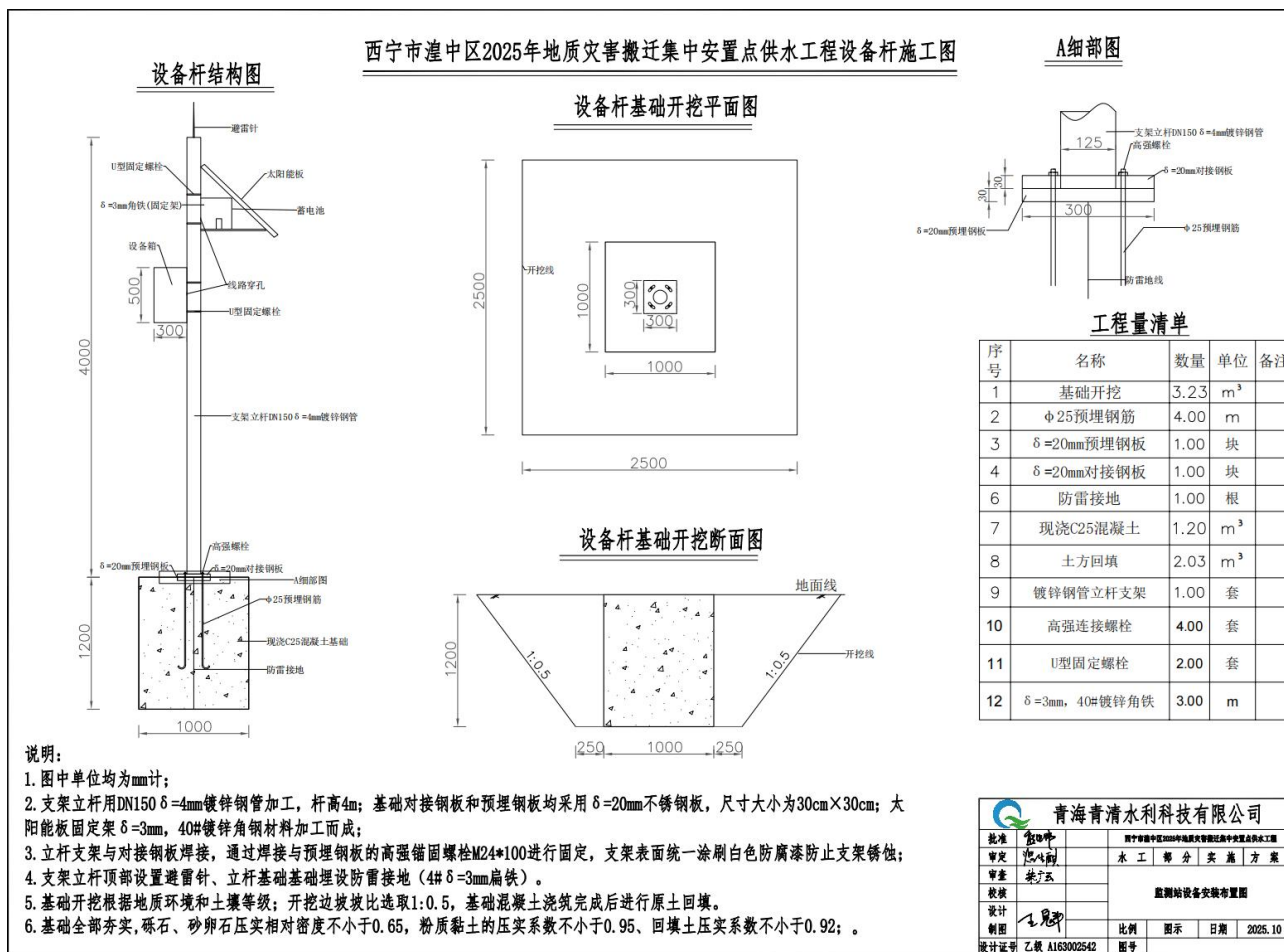 西宁市湟中区2025年地质灾害搬迁集中安置点供水工程设备杆施工图
设备杆结构图
避雷针
U型固定螺栓
太阳能板
δ=3mm角铁(固定架)
蓄电池
设备箱
线路穿孔
500
300
U型固定螺栓
4000
支架立杆DN150δ=4mm镀锌钢管
高强螺栓
δ=20mm预埋钢板
δ=20mm对接钢板
A细部图
φ25预埋钢筋
1200
现浇C25混凝土基础
防雷接地
1000
设备杆基础开挖平面图
开挖线
2500
1000
300
300
1000
2500
设备杆基础开挖断面图
地面线
1200
1:0.5
1:0.5
开挖线
250
1000
250
A细部图
支架立杆DN150δ=4mm镀锌钢管
125
高强螺栓
δ=20mm对接钢板
30
30
300
δ=20mm预埋钢板
φ25预埋钢筋
防雷地线
工程量清单
序号 名称 数量 单位 备注
1 基础开挖 3.23 m³
2 φ25预埋钢筋 4.00 m
3 δ=20mm预埋钢板 1.00 块
4 δ=20mm对接钢板 1.00 块
6 防雷接地 1.00 根
7 现浇C25混凝土 1.20 m³
8 土方回填 2.03 m³
9 镀锌钢管立杆支架 1.00 套
10 高强连接螺栓 4.00 套
11 U型固定螺栓 2.00 套
12 δ=3mm，40#镀锌角铁 3.00 m
说明：
1.图中单位均为mm计；
2.支架立杆用DN150δ=4mm镀锌钢管加工，杆高4m；基础对接钢板和预埋钢板均采用δ=20mm不锈钢板，尺寸大小为30cm×30cm；太
阳能板固定架δ=3mm，40#镀锌角钢材料加工而成；
3.立杆支架与对接钢板焊接，通过焊接与预埋钢板的高强锚固螺栓M24*100进行固定，支架表面统一涂刷白色防腐漆防止支架锈蚀；
4.支架立杆顶部设置避雷针、立杆基础基础埋设防雷接地（4#δ=3mm扁铁）。
5.基础开挖根据地质环境和土壤等级；开挖边坡坡比选取1:0.5，基础混凝土浇筑完成后进行原土回填。
6.基础全部夯实,砾石、砂卵石压实相对密度不小于0.65，粉质黏土的压实系数不小于0.95、回填土压实系数不小于0.92；。
青海青清水利科技有限公司
批准
西宁市湟中区2025年地质灾害搬迁集中安置点供水工程
审定
水 工 部 分 实 施 方 案
审查
校核
监测站设备安装布置图
设计
制图
比例 图示 日期 2025.10
设计证号 乙级 A163002542 图号